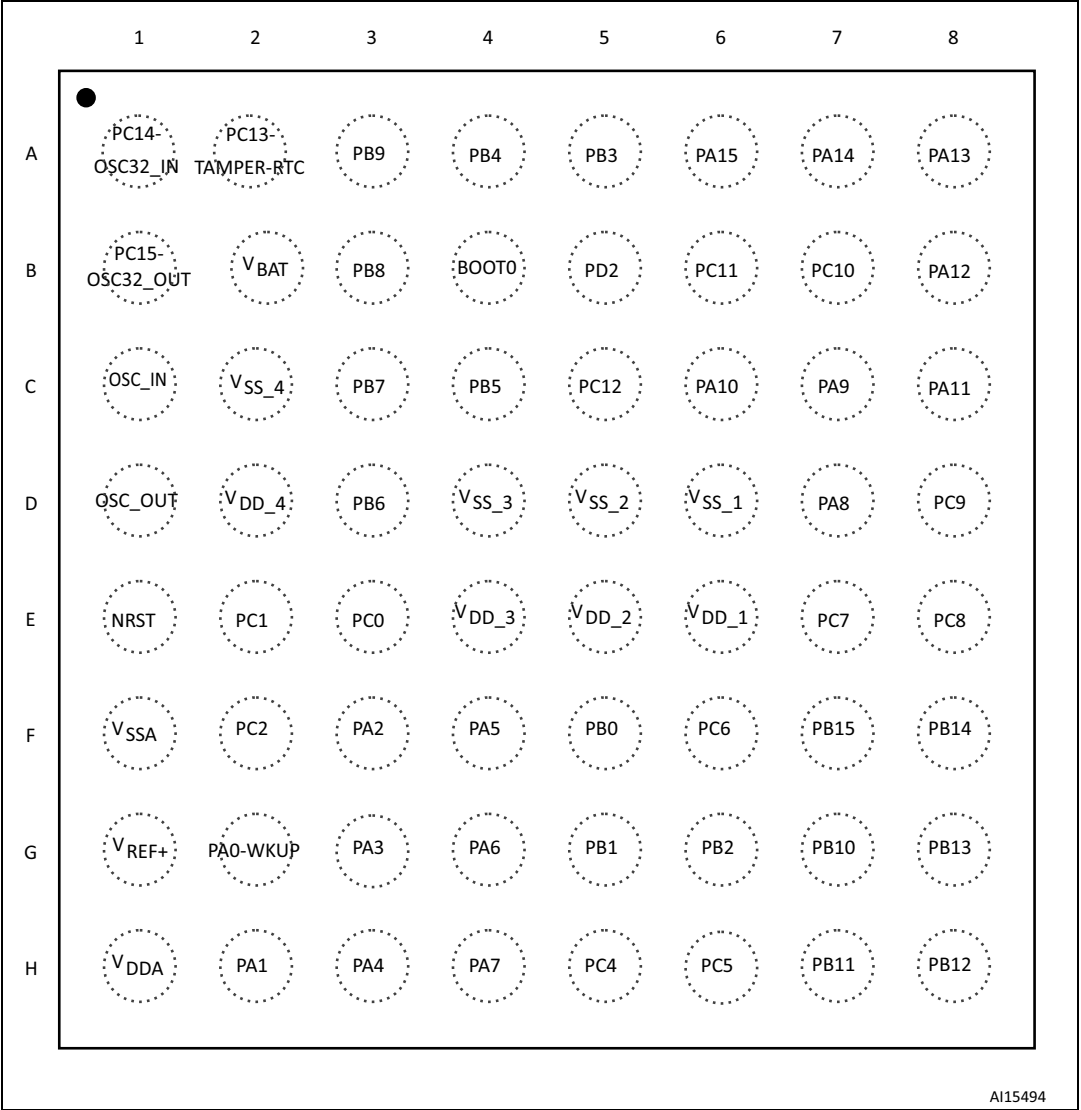 1 2 3 4 5 6 7 8
A PC14-OSC32_IN PC13-TAMPER-RTC PB9 PB4 PB3 PA15 PA14 PA13
B PC15-OSC32_OUT VBAT PB8 BOOT0 PD2 PC11 PC10 PA12
C OSC_IN VSS_4 PB7 PB5 PC12 PA10 PA9 PA11
D OSC_OUT VDD_4 PB6 VSS_3 VSS_2 VSS_1 PA8 PC9
E NRST PC1 PC0 VDD_3 VDD_2 VDD_1 PC7 PC8
F VSSA PC2 PA2 PA5 PB0 PC6 PB15 PB14
G VREF+ PA0-WKUP PA3 PA6 PB1 PB2 PB10 PB13
H VDDA PA1 PA4 PA7 PC4 PC5 PB11 PB12
AI15494